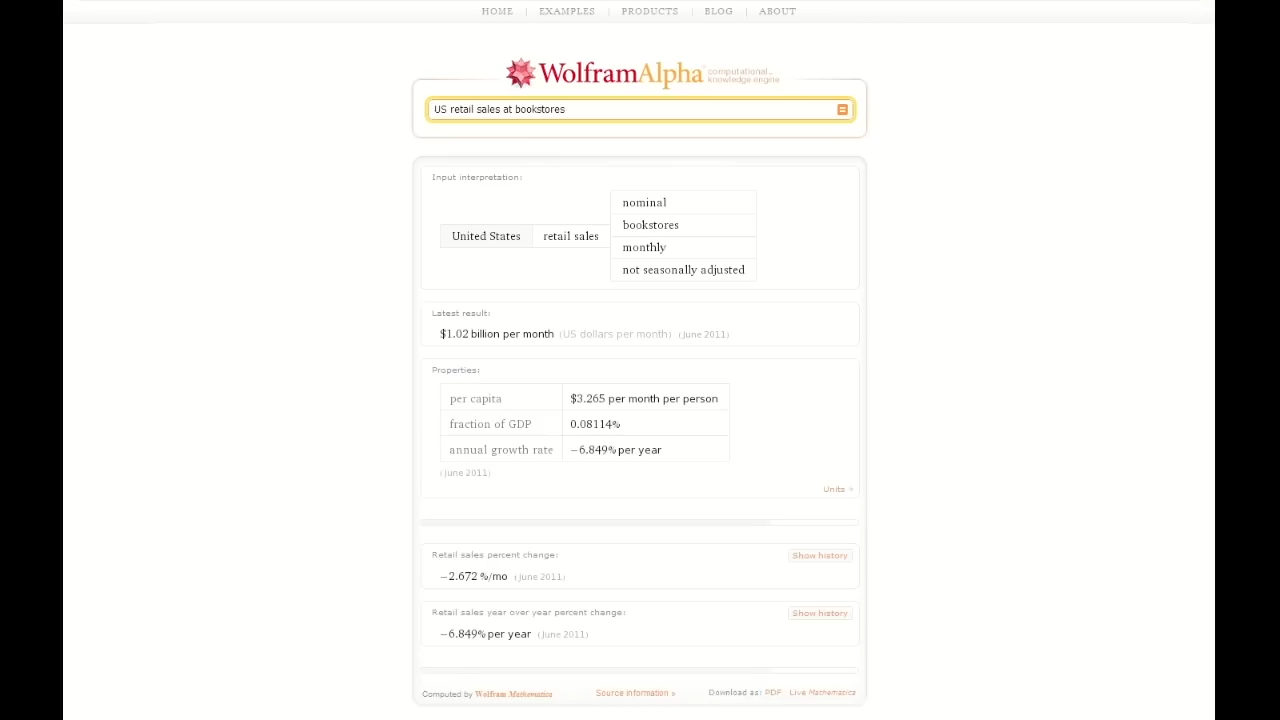 HOME | EXAMPLES | PRODUCTS | BLOG | ABOUT
WolframAlpha computational... knowledge engine
US retail sales at bookstores
Input interpretation:
nominal
bookstores
United States retail sales
monthly
not seasonally adjusted
Latest result:
$1.02 billion per month (US dollars per month) (June 2011)
Properties:
per capita $3.265 per month per person
fraction of GDP 0.08114%
annual growth rate −6.849% per year
(June 2011)
Units »
Retail sales percent change: Show history
−2.672 %/mo (June 2011)
Retail sales year over year percent change: Show history
−6.849% per year (June 2011)
Computed by Wolfram Mathematica Source information » Download as: PDF Live Mathematica